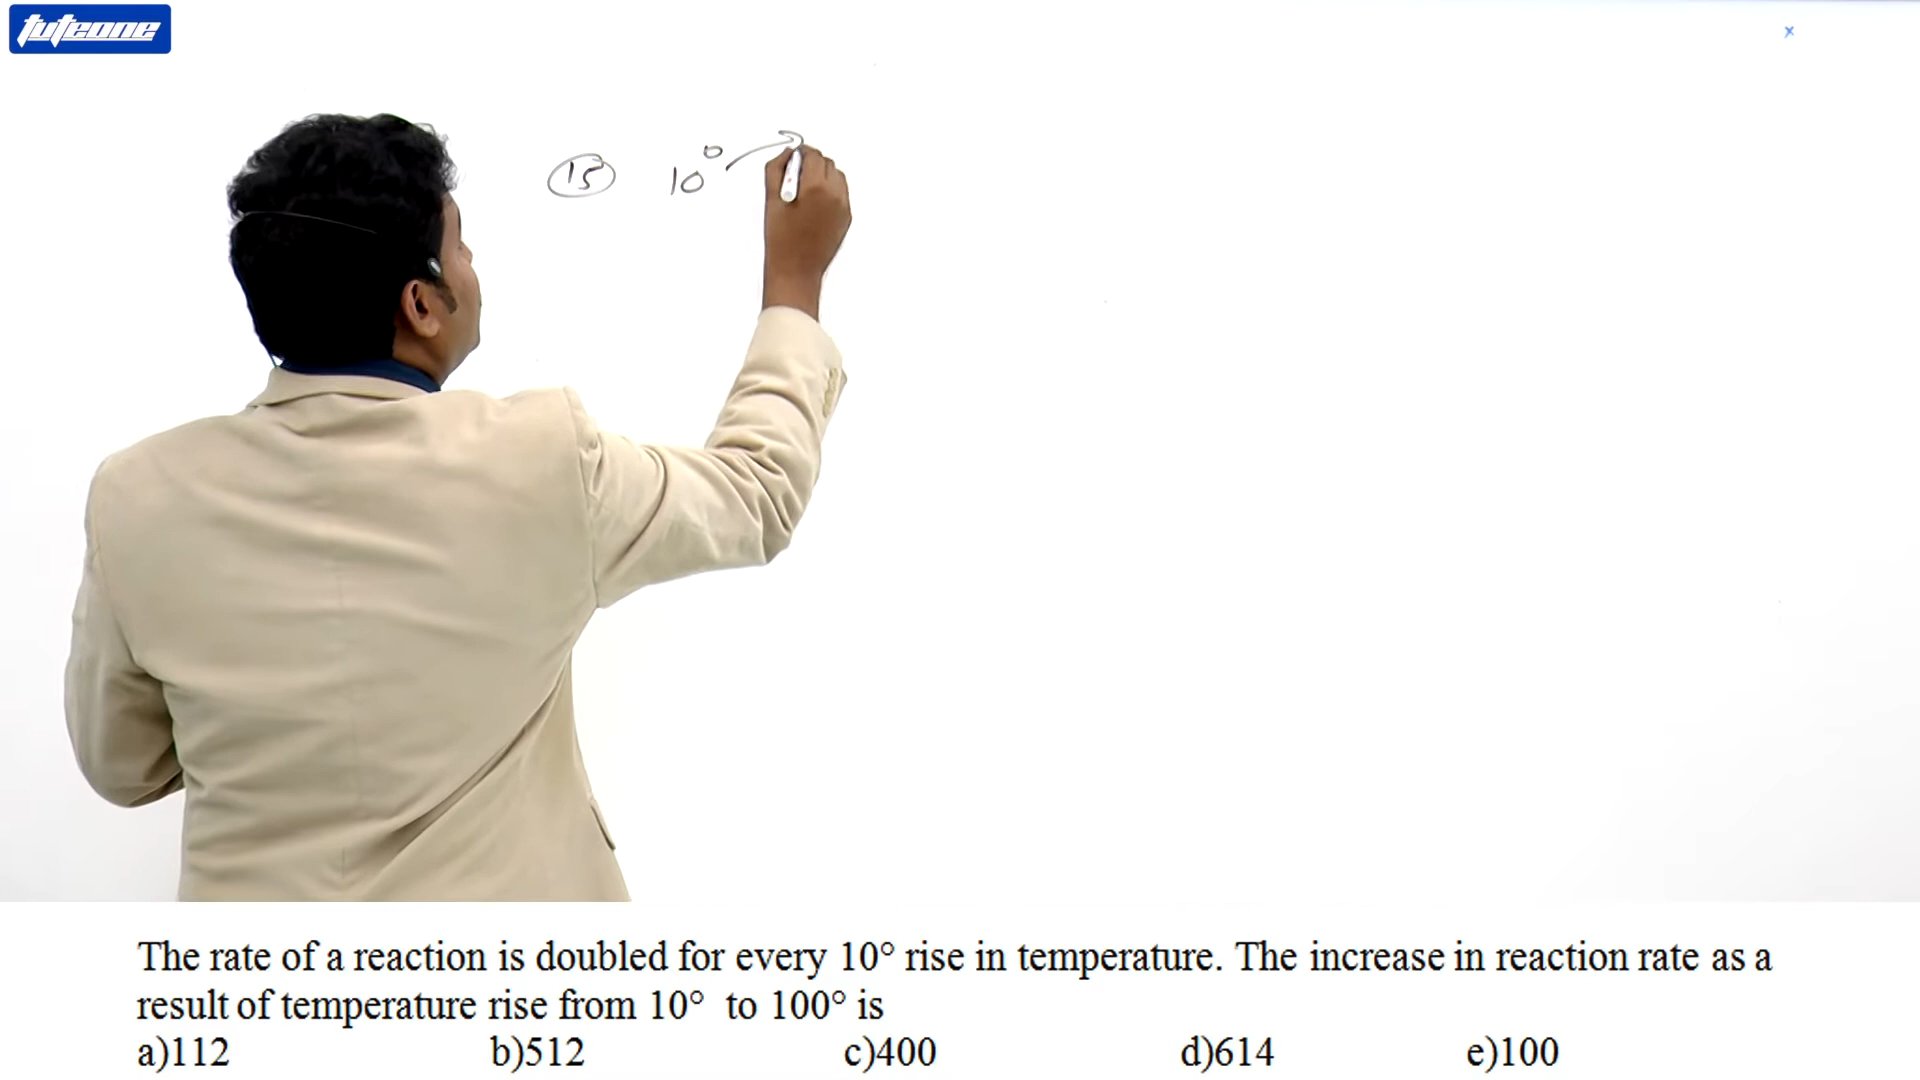 tuteone
15 10°
The rate of a reaction is doubled for every 10° rise in temperature. The increase in reaction rate as a
result of temperature rise from 10° to 100° is
a)112 b)512 c)400 d)614 e)100